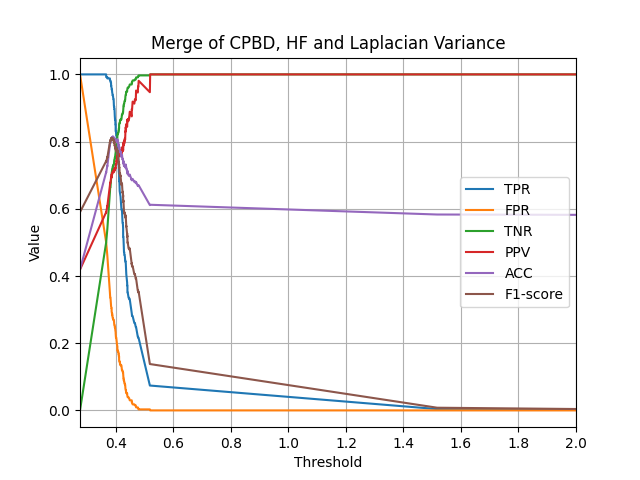 Merge of CPBD, HF and Laplacian Variance
Value
1.0
0.8
0.6
0.4
0.2
0.0
TPR
FPR
TNR
PPV
ACC
F1-score
0.4 0.6 0.8 1.0 1.2 1.4 1.6 1.8 2.0
Threshold